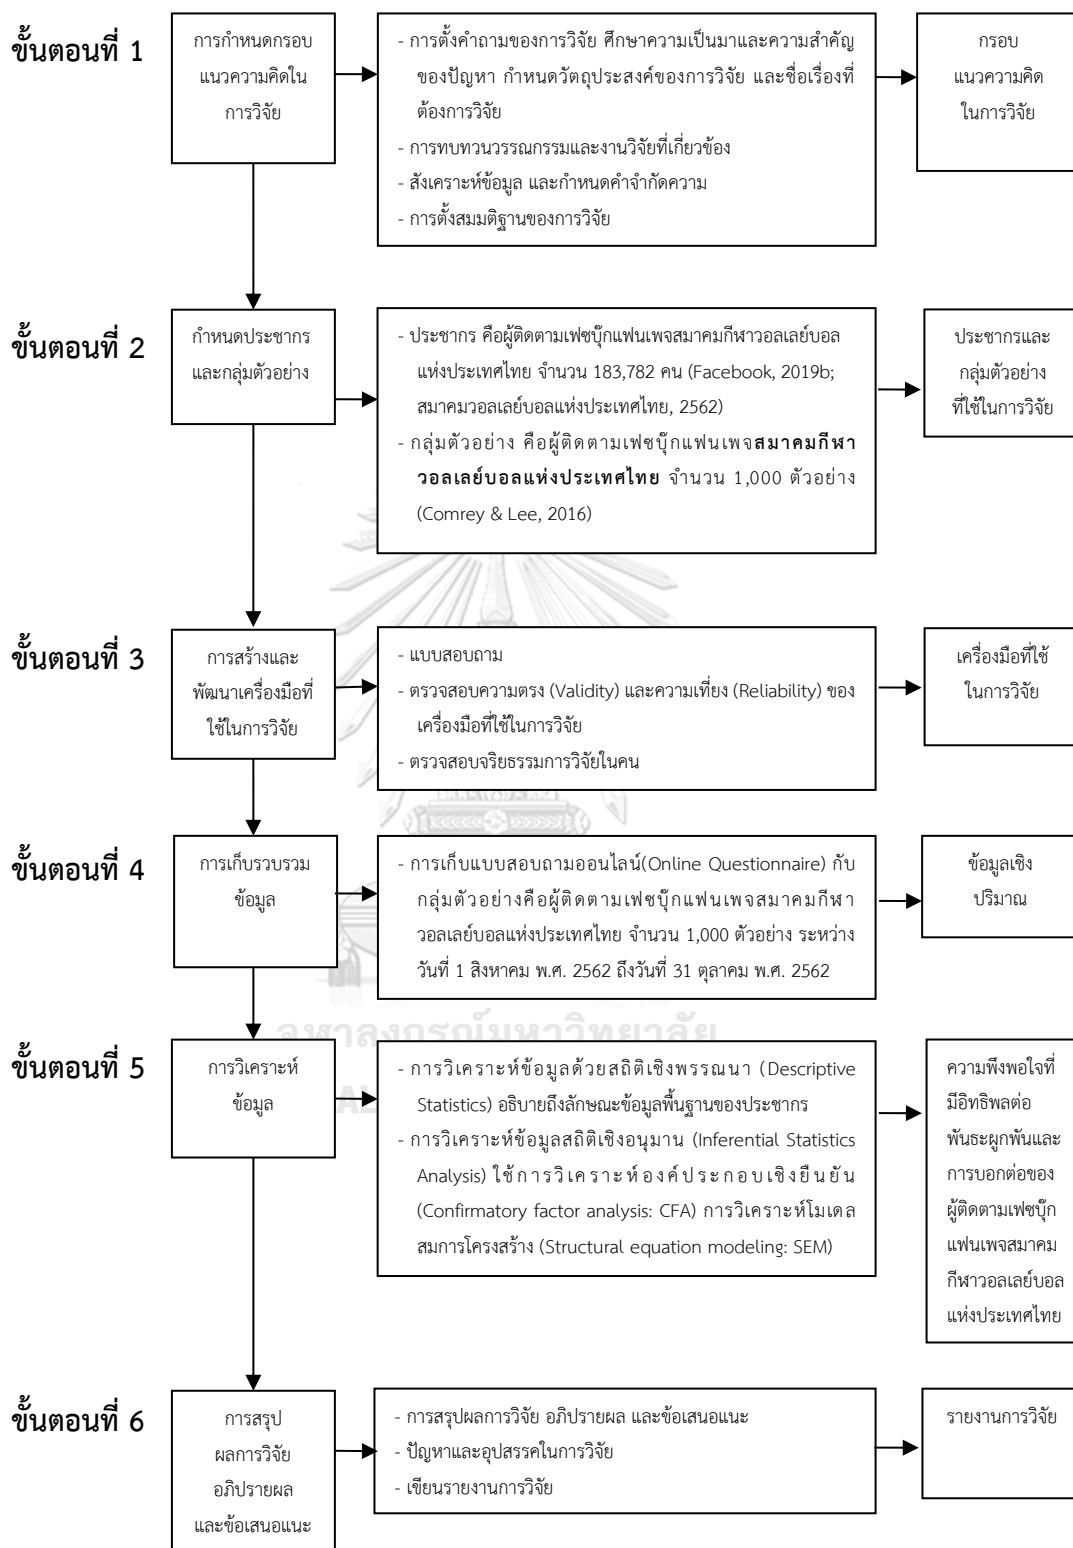 ขั้นตอนที่ 1
การกำหนดกรอบ
แนวความคิดใน
การวิจัย
- การตั้งคำถามของการวิจัย ศึกษาความเป็นมาและความสำคัญ
ของปัญหา กำหนดวัตถุประสงค์ของการวิจัย และชื่อเรื่องที่
ต้องการวิจัย
- การทบทวนวรรณกรรมและงานวิจัยที่เกี่ยวข้อง
- สังเคราะห์ข้อมูล และกำหนดคำจำกัดความ
- การตั้งสมมติฐานของการวิจัย
กรอบ
แนวความคิด
ในการวิจัย
ขั้นตอนที่ 2
กำหนดประชากร
และกลุ่มตัวอย่าง
- ประชากร คือผู้ติดตามเฟซบุ๊กแฟนเพจสมาคมกีฬาวอลเลย์บอล
แห่งประเทศไทย จำนวน 183,782 คน (Facebook, 2019b;
สมาคมวอลเลย์บอลแห่งประเทศไทย, 2562)
- กลุ่มตัวอย่าง คือผู้ติดตามเฟซบุ๊กแฟนเพจสมาคมกีฬา
วอลเลย์บอลแห่งประเทศไทย จำนวน 1,000 ตัวอย่าง
(Comrey & Lee, 2016)
ประชากรและ
กลุ่มตัวอย่าง
ที่ใช้ในการวิจัย
ขั้นตอนที่ 3
การสร้างและ
พัฒนาเครื่องมือที่
ใช้ในการวิจัย
- แบบสอบถาม
- ตรวจสอบความตรง (Validity) และความเที่ยง (Reliability) ของ
เครื่องมือที่ใช้ในการวิจัย
- ตรวจสอบจริยธรรมการวิจัยในคน
เครื่องมือที่ใช้
ในการวิจัย
ขั้นตอนที่ 4
การเก็บรวบรวม
ข้อมูล
- การเก็บแบบสอบถามออนไลน์(Online Questionnaire) กับ
กลุ่มตัวอย่างคือผู้ติดตามเฟซบุ๊กแฟนเพจสมาคมกีฬา
วอลเลย์บอลแห่งประเทศไทย จำนวน 1,000 ตัวอย่าง ระหว่าง
วันที่ 1 สิงหาคม พ.ศ. 2562 ถึงวันที่ 31 ตุลาคม พ.ศ. 2562
ข้อมูลเชิง
ปริมาณ
จุฬาลงกรณ์มหาวิทยาลัย
ขั้นตอนที่ 5
การวิเคราะห์
ข้อมูล
- การวิเคราะห์ข้อมูลด้วยสถิติเชิงพรรณนา (Descriptive
Statistics) อธิบายถึงลักษณะข้อมูลพื้นฐานของประชากร
- การวิเคราะห์ข้อมูลสถิติเชิงอนุมาน (Inferential Statistics
Analysis) ใช้การวิเคราะห์องค์ประกอบเชิงยืนยัน
(Confirmatory factor analysis: CFA) การวิเคราะห์โมเดล
สมการโครงสร้าง (Structural equation modeling: SEM)
ความพึงพอใจที่
มีอิทธิพลต่อ
พันธะผูกพันและ
การบอกต่อของ
ผู้ติดตามเฟซบุ๊ก
แฟนเพจสมาคม
กีฬาวอลเลย์บอล
แห่งประเทศไทย
ขั้นตอนที่ 6
การสรุป
ผลการวิจัย
อภิปรายผล
และข้อเสนอแนะ
- การสรุปผลการวิจัย อภิปรายผล และข้อเสนอแนะ
- ปัญหาและอุปสรรคในการวิจัย
- เขียนรายงานการวิจัย
รายงานการวิจัย